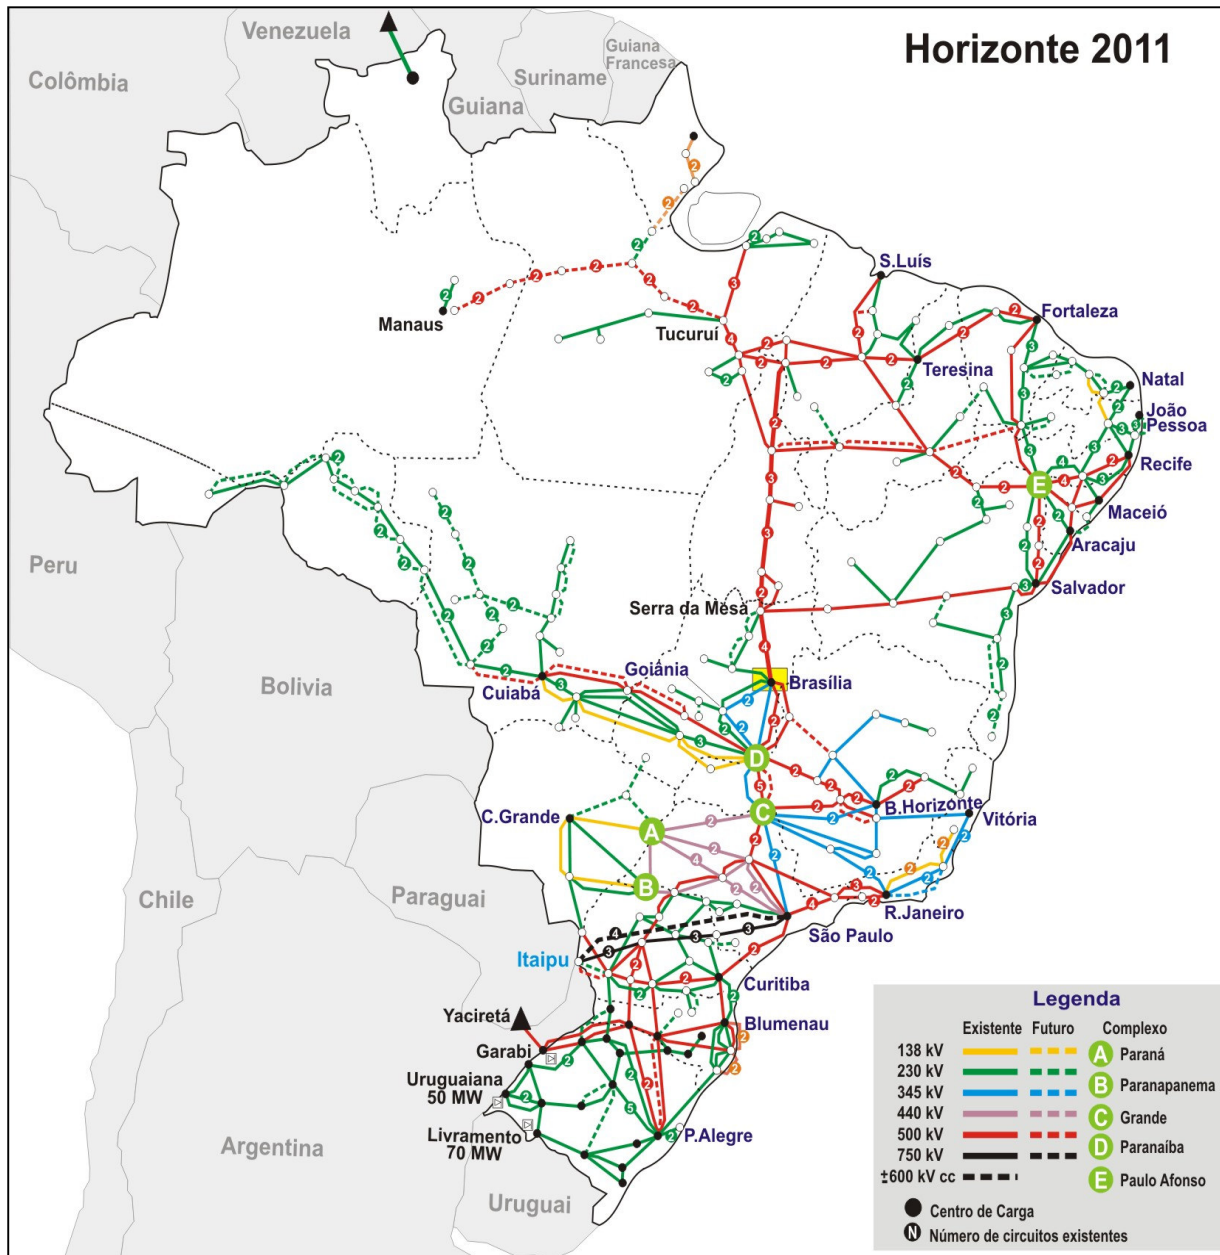 Horizonte 2011
Venezuela
Colômbia
Guiana
Suriname
Guiana
Francesa
S.Luís
Fortaleza
Manaus
Tucuruí
Teresina
Natal
João
Pessoa
Recife
E
Maceió
Aracaju
Salvador
Peru
Serra da Mesa
Bolivia
Goiânia
Brasília
Cuiabá
D
C.Grande
A
C
B.Horizonte
Vitória
B
Chile
Paraguai
R.Janeiro
São Paulo
Itaipu
Curitiba
Yaciretá
Blumenau
Garabi
Uruguaiana
50 MW
Livramento
70 MW
P.Alegre
Argentina
Uruguai
Legenda
Existente Futuro Complexo
138 kV A Paraná
230 kV
345 kV B Paranapanema
440 kV C Grande
500 kV D Paranaíba
750 kV
±600 kV cc E Paulo Afonso
Centro de Carga
N Número de circuitos existentes